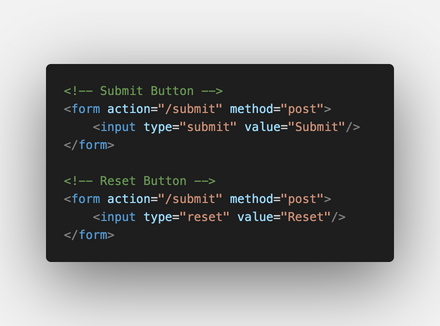 <!-- Submit Button -->
<form action="/submit" method="post">
    <input type="submit" value="Submit"/>
</form>

<!-- Reset Button -->
<form action="/submit" method="post">
    <input type="reset" value="Reset"/>
</form>